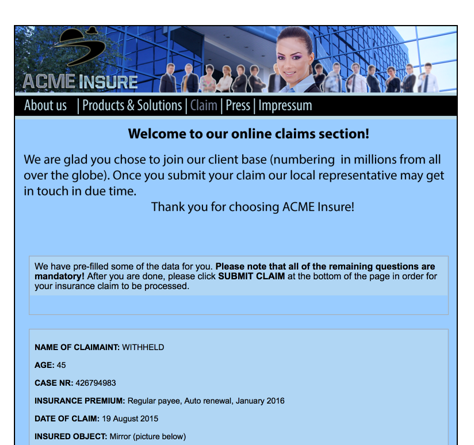 ACME INSURE
About us | Products & Solutions | Claim | Press | Impressum
Welcome to our online claims section!
We are glad you chose to join our client base (numbering in millions from all
over the globe). Once you submit your claim our local representative may get
in touch in due time.
Thank you for choosing ACME Insure!
We have pre-filled some of the data for you. Please note that all of the remaining questions are
mandatory! After you are done, please click SUBMIT CLAIM at the bottom of the page in order for
your insurance claim to be processed.
NAME OF CLAIMAINT: WITHHELD
AGE: 45
CASE NR: 426794983
INSURANCE PREMIUM: Regular payee, Auto renewal, January 2016
DATE OF CLAIM: 19 August 2015
INSURED OBJECT: Mirror (picture below)